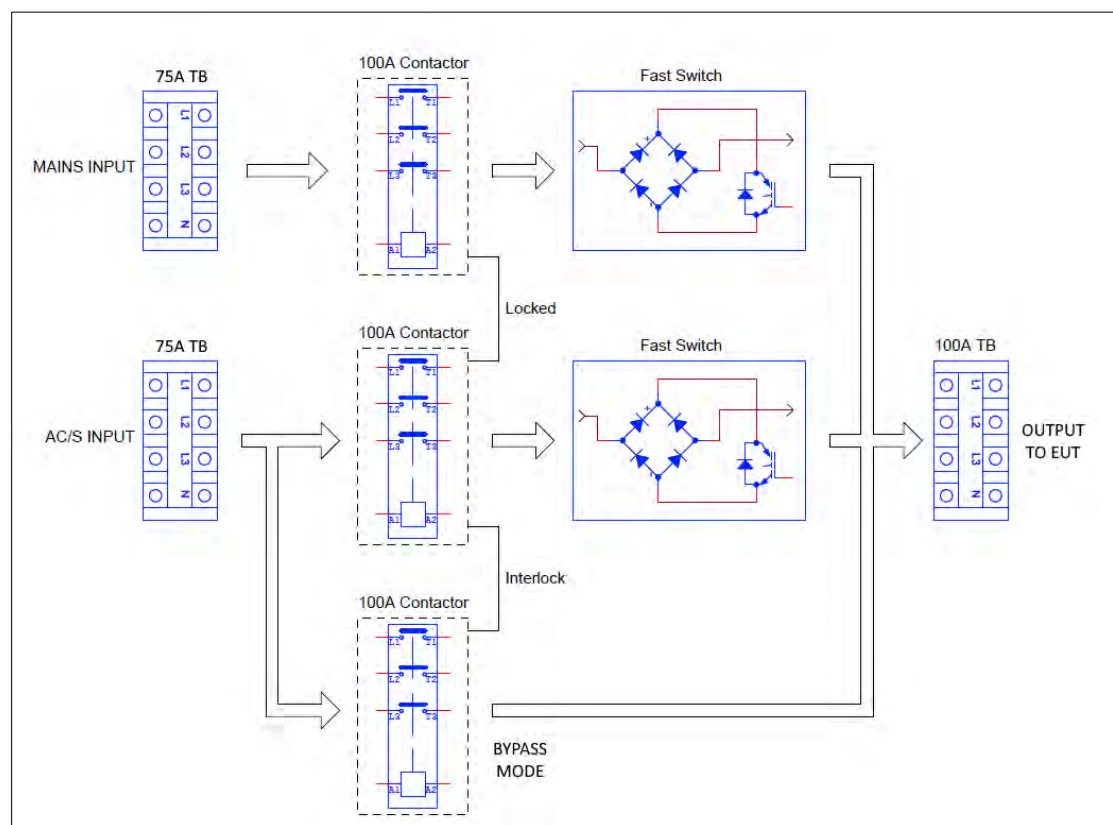 75A TB
L1
L2
L3
N
MAINS INPUT
100A Contactor
L1 T1
L2 T2
L3 T3
A1 A2
Fast Switch
+
-
Locked
75A TB
L1
L2
L3
N
AC/S INPUT
100A Contactor
L1 T1
L2 T2
L3 T3
A1 A2
Fast Switch
+
-
100A TB
L1
L2
L3
N
OUTPUT
TO EUT
Interlock
100A Contactor
L1 T1
L2 T2
L3 T3
A1 A2
BYPASS
MODE